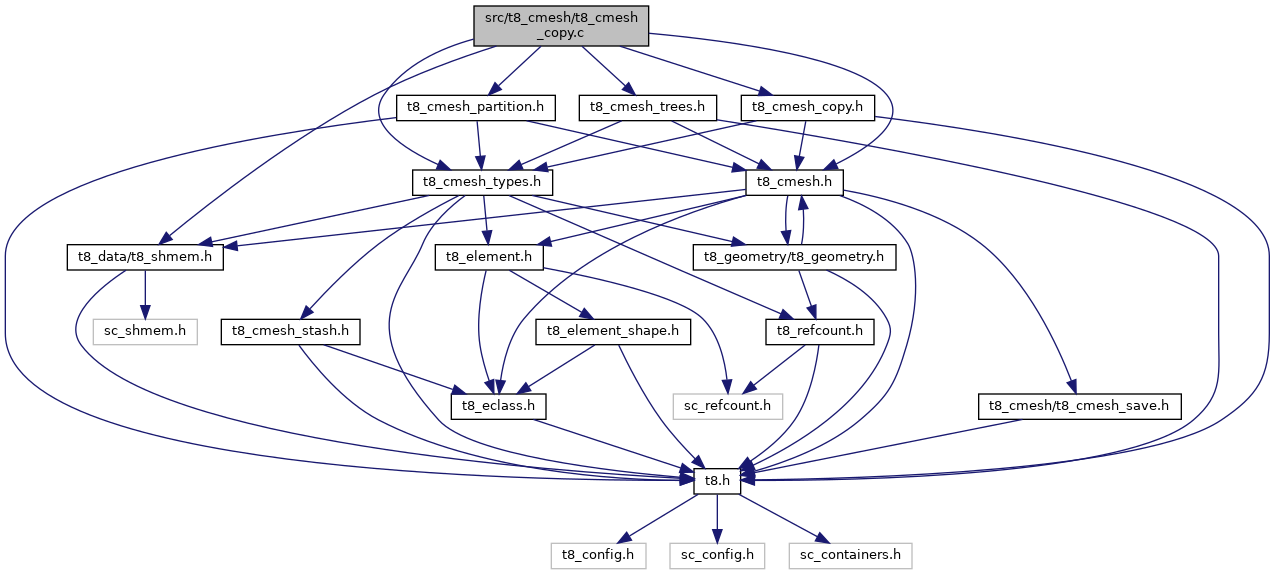 src/t8_cmesh/t8_cmesh
_copy.c
t8_cmesh_partition.h
t8_cmesh_trees.h
t8_cmesh_copy.h
t8_cmesh_types.h
t8_cmesh.h
t8_data/t8_shmem.h
t8_element.h
t8_geometry/t8_geometry.h
sc_shmem.h
t8_cmesh_stash.h
t8_element_shape.h
t8_refcount.h
t8_eclass.h
sc_refcount.h
t8_cmesh/t8_cmesh_save.h
t8.h
t8_config.h
sc_config.h
sc_containers.h